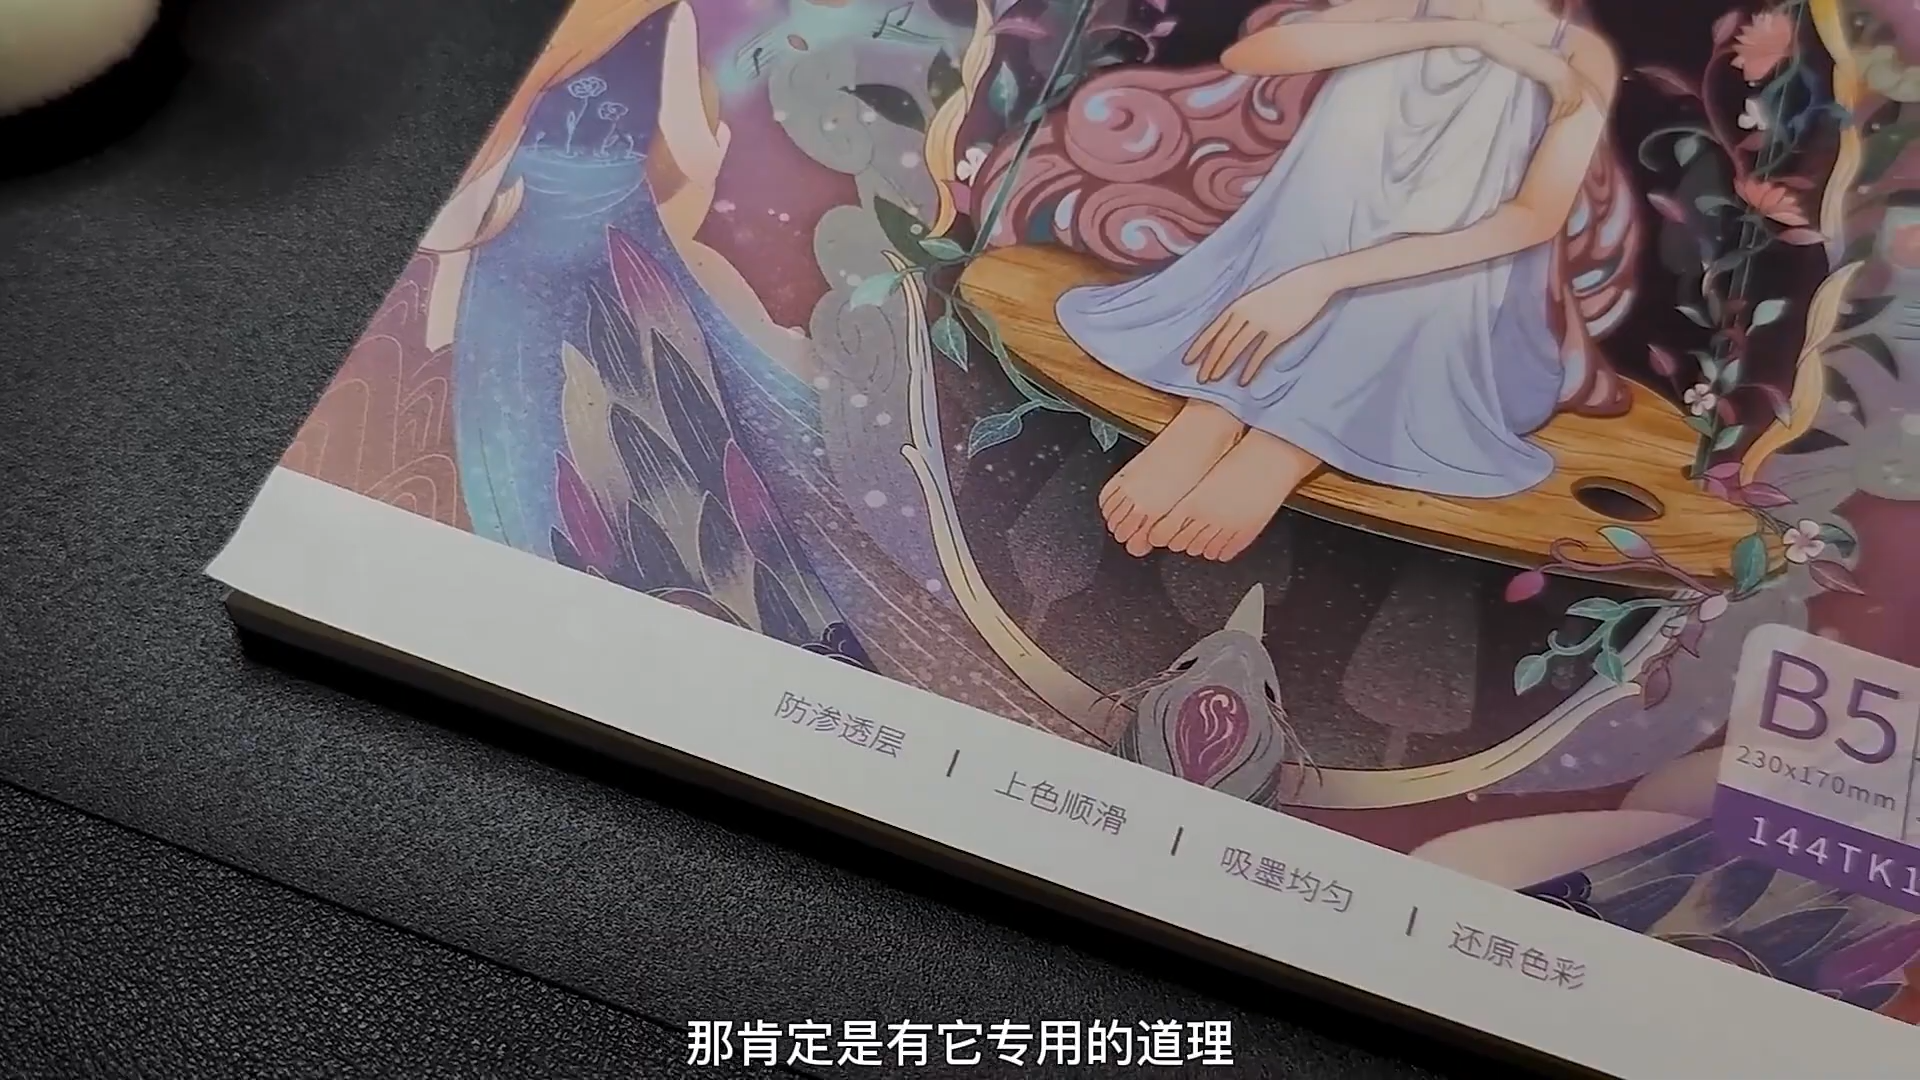 B5
230x170mm
144TK1
防渗透层 | 上色顺滑 | 吸墨均匀 | 还原色彩
那肯定是有它专用的道理